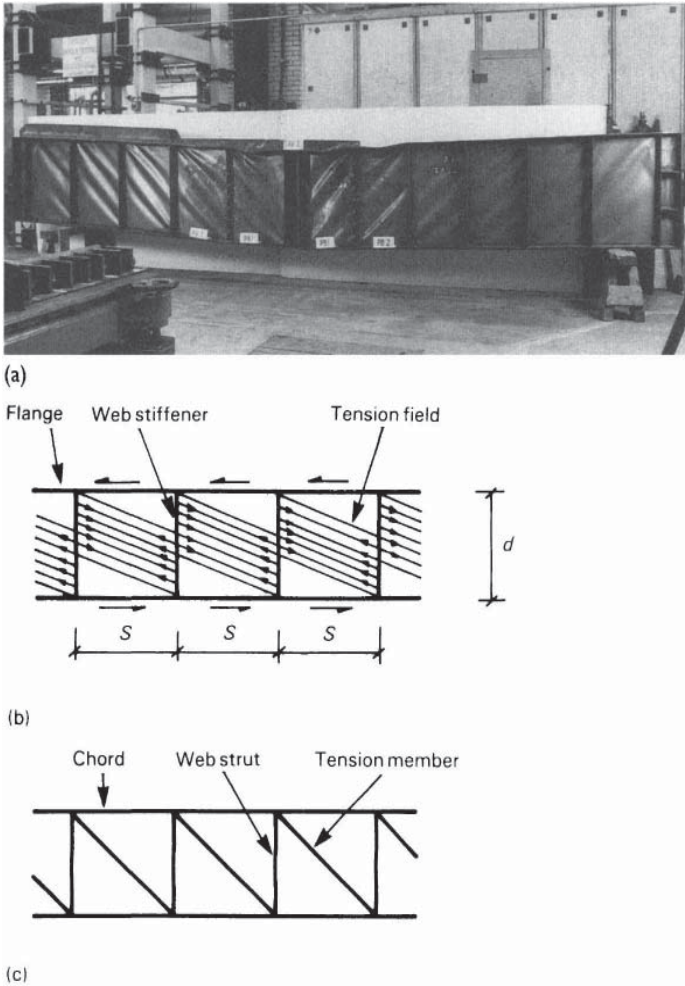 (a)
Flange
Web stiffener
Tension field
d
S
S
S
(b)
Chord
Web strut
Tension member
(c)